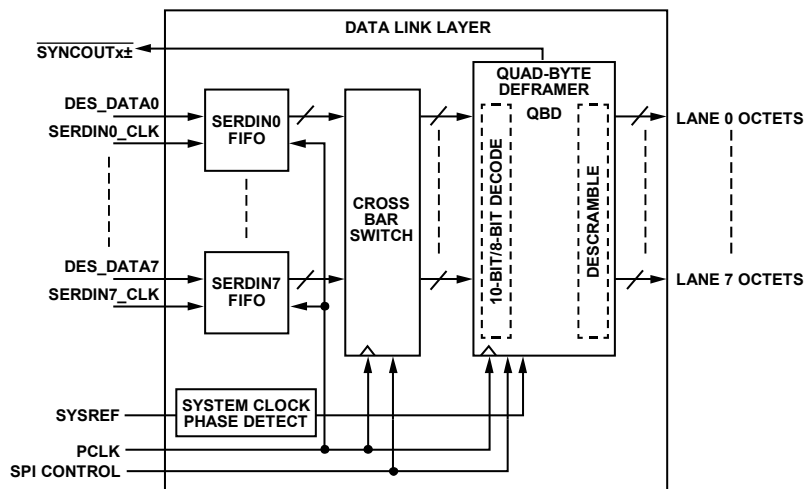 DATA LINK LAYER
SYNCOUTx±
QUAD-BYTE
DEFRAMER
QBD
DES_DATA0
SERDIN0_CLK
SERDIN0
FIFO
LANE 0 OCTETS
10-BIT/8-BIT DECODE
DESCRAMBLE
CROSS
BAR
SWITCH
DES_DATA7
SERDIN7_CLK
SERDIN7
FIFO
LANE 7 OCTETS
SYSREF
SYSTEM CLOCK
PHASE DETECT
PCLK
SPI CONTROL